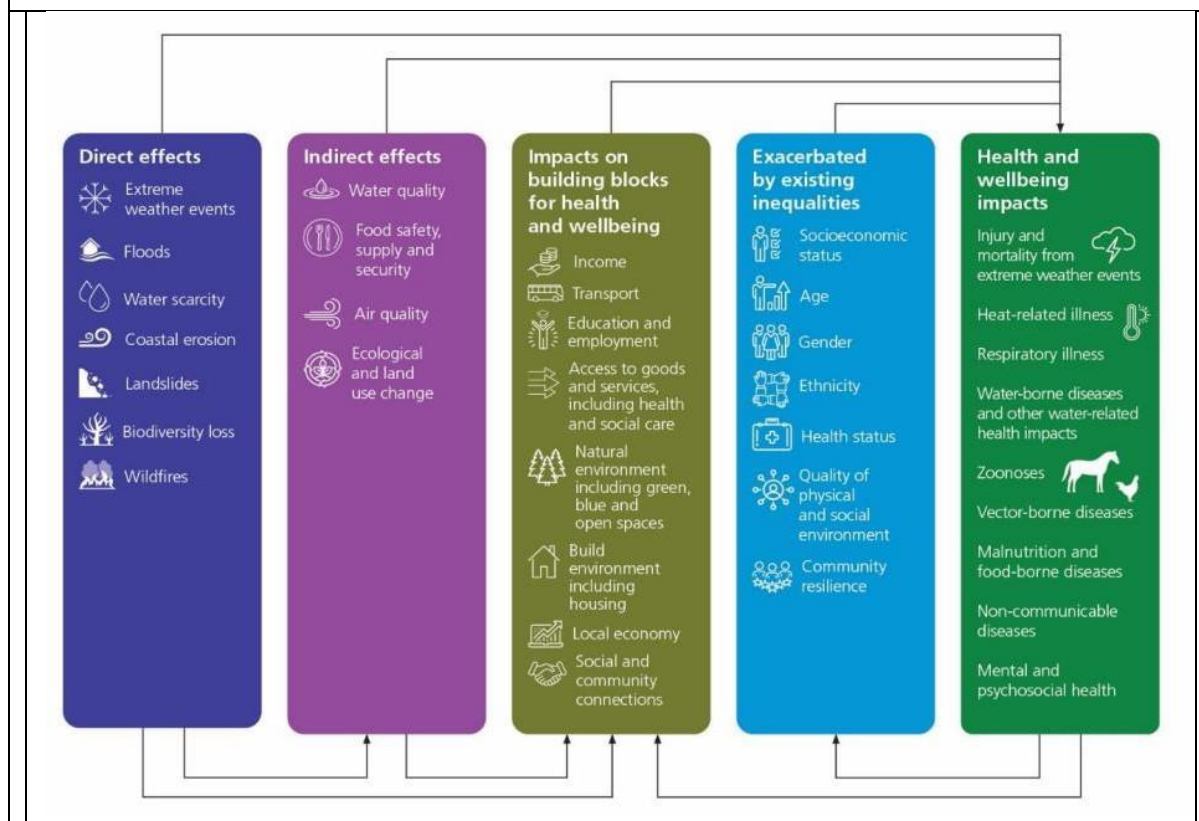 Direct effects
Extreme
weather events
Floods
Water scarcity
Coastal erosion
Landslides
Biodiversity loss
Wildfires
Indirect effects
Water quality
Food safety,
supply and
security
Air quality
Ecological
and land
use change
Impacts on
building blocks
for health
and wellbeing
Income
Transport
Education and
employment
Access to goods
and services,
including health
and social care
Natural
environment
including green,
blue and
open spaces
Build
environment
including
housing
Local economy
Social and
community
connections
Exacerbated
by existing
inequalities
Socioeconomic
status
Age
Gender
Ethnicity
Health status
Quality of
physical
and social
environment
Community
resilience
Health and
wellbeing
impacts
Injury and
mortality from
extreme weather events
Heat-related illness
Respiratory illness
Water-borne diseases
and other water-related
health impacts
Zoonoses
Vector-borne diseases
Malnutrition and
food-borne diseases
Non-communicable
diseases
Mental and
psychosocial health